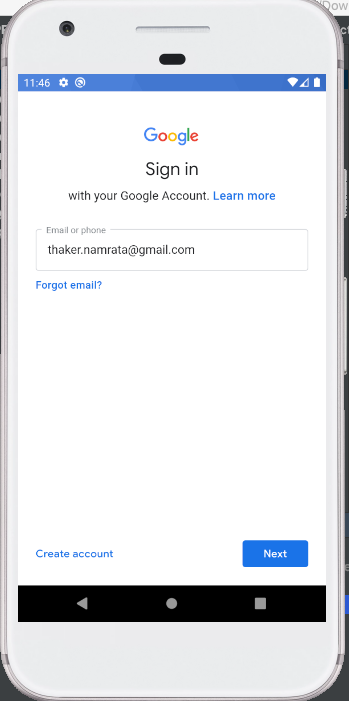 Dow
11:46
Google
Sign in
with your Google Account. Learn more
Email or phone
thaker.namrata@gmail.com
Forgot email?
Create account
Next